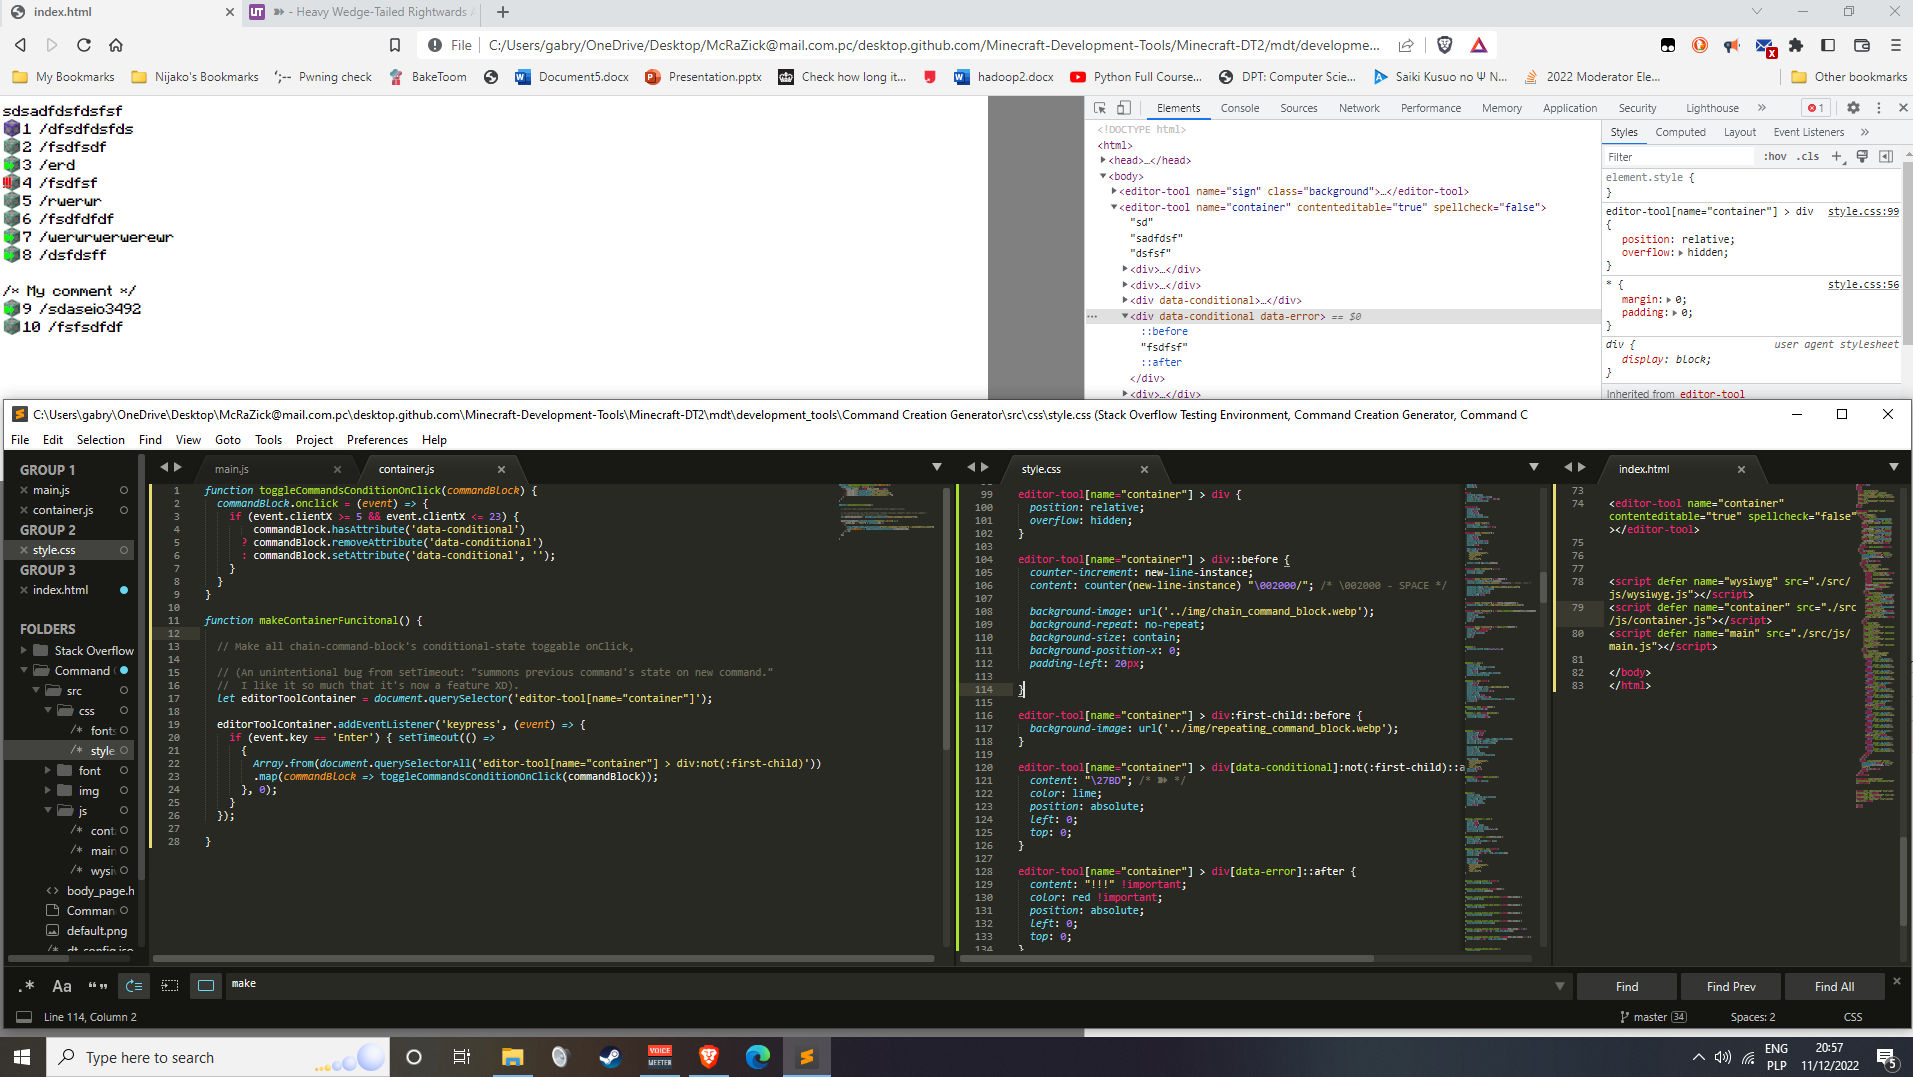 index.html
UT ➽ - Heavy Wedge-Tailed Rightwards
File C:/Users/gabry/OneDrive/Desktop/McRaZick@mail.com.pc/desktop.github.com/Minecraft-Development-Tools/Minecraft-DT2/mdt/developme...
My Bookmarks
Nijako's Bookmarks
Pwning check
BakeToom
Document5.docx
Presentation.pptx
Check how long it...
hadoop2.docx
Python Full Course...
DPT: Computer Scie...
Saiki Kusuo no Ψ N...
2022 Moderator Ele...
Other bookmarks
sdsadfdsfdsfsf
1 /dfsdfdsfds
2 /fsdfsdf
3 /erd
!!! 4 /fsdfsf
5 /rwerwr
6 /fsdfdfdf
7 /werwrwerwerewr
8 /dsfdsff
/* My comment */
9 /sdaseio3492
10 /fsfsdfdf
Elements Console Sources Network Performance Memory Application Security Lighthouse » 1
<!DOCTYPE html>
<html>
<head>…</head>
<body>
<editor-tool name="sign" class="background">…</editor-tool>
<editor-tool name="container" contenteditable="true" spellcheck="false">
"sd"
"sadfdsf"
"dsfsf"
<div>…</div>
<div>…</div>
<div data-conditional>…</div>
<div data-conditional data-error> == $0
::before
"fsdfsf"
::after
</div>
<div>…</div>
Styles Computed Layout Event Listeners »
Filter :hov .cls +
element.style {
}
editor-tool[name="container"] > div style.css:99
{
position: relative;
overflow: hidden;
}
* { style.css:56
margin: 0;
padding: 0;
}
div { user agent stylesheet
display: block;
}
Inherited from editor-tool
C:\Users\gabry\OneDrive\Desktop\McRaZick@mail.com.pc\desktop.github.com\Minecraft-Development-Tools\Minecraft-DT2\mdt\development_tools\Command Creation Generator\src\css\style.css (Stack Overflow Testing Environment, Command Creation Generator, Command C
File Edit Selection Find View Goto Tools Project Preferences Help
GROUP 1
main.js
container.js
GROUP 2
style.css
GROUP 3
index.html
FOLDERS
Stack Overflow
Command
src
css
/* font
/* style
font
img
js
/* cont
/* main
/* wysi
body_page.h
Comman
default.png
/* dt_config.jso
main.js
container.js
1 function toggleCommandsConditionOnClick(commandBlock) {
2 commandBlock.onclick = (event) => {
3 if (event.clientX >= 5 && event.clientX <= 23) {
4 commandBlock.hasAttribute('data-conditional')
5 ? commandBlock.removeAttribute('data-conditional')
6 : commandBlock.setAttribute('data-conditional', '');
7 }
8 }
9 }
10
11 function makeContainerFuncitonal() {
12
13 // Make all chain-command-block's conditional-state toggable onClick,
14
15 // (An unintentional bug from setTimeout: "summons previous command's state on new command."
16 // I like it so much that it's now a feature XD).
17 let editorToolContainer = document.querySelector('editor-tool[name="container"]');
18
19 editorToolContainer.addEventListener('keypress', (event) => {
20 if (event.key == 'Enter') { setTimeout(() =>
21 {
22 Array.from(document.querySelectorAll('editor-tool[name="container"] > div:not(:first-child)'))
23 .map(commandBlock => toggleCommandsConditionOnClick(commandBlock));
24 }, 0);
25 }
26 });
27
28 }
style.css
99 editor-tool[name="container"] > div {
100 position: relative;
101 overflow: hidden;
102 }
103
104 editor-tool[name="container"] > div::before {
105 counter-increment: new-line-instance;
106 content: counter(new-line-instance) "\002000/"; /* \002000 - SPACE */
107
108 background-image: url('../img/chain_command_block.webp');
109 background-repeat: no-repeat;
110 background-size: contain;
111 background-position-x: 0;
112 padding-left: 20px;
113
114 }
115
116 editor-tool[name="container"] > div:first-child::before {
117 background-image: url('../img/repeating_command_block.webp');
118 }
119
120 editor-tool[name="container"] > div[data-conditional]:not(:first-child)::a
121 content: "\27BD"; /* ➽ */
122 color: lime;
123 position: absolute;
124 left: 0;
125 top: 0;
126 }
127
128 editor-tool[name="container"] > div[data-error]::after {
129 content: "!!!" !important;
130 color: red !important;
131 position: absolute;
132 left: 0;
133 top: 0;
134 }
index.html
73
74 <editor-tool name="container"
contenteditable="true" spellcheck="false"
></editor-tool>
75
76
77
78 <script defer name="wysiwyg" src="./src/
js/wysiwyg.js"></script>
79 <script defer name="container" src="./src
/js/container.js"></script>
80 <script defer name="main" src="./src/js/
main.js"></script>
81
82 </body>
83 </html>
.* Aa “” make Find Find Prev Find All
Line 114, Column 2 master 34 Spaces: 2 CSS
Type here to search
VOICE
MEETER
ENG
PLP
20:57
11/12/2022
5